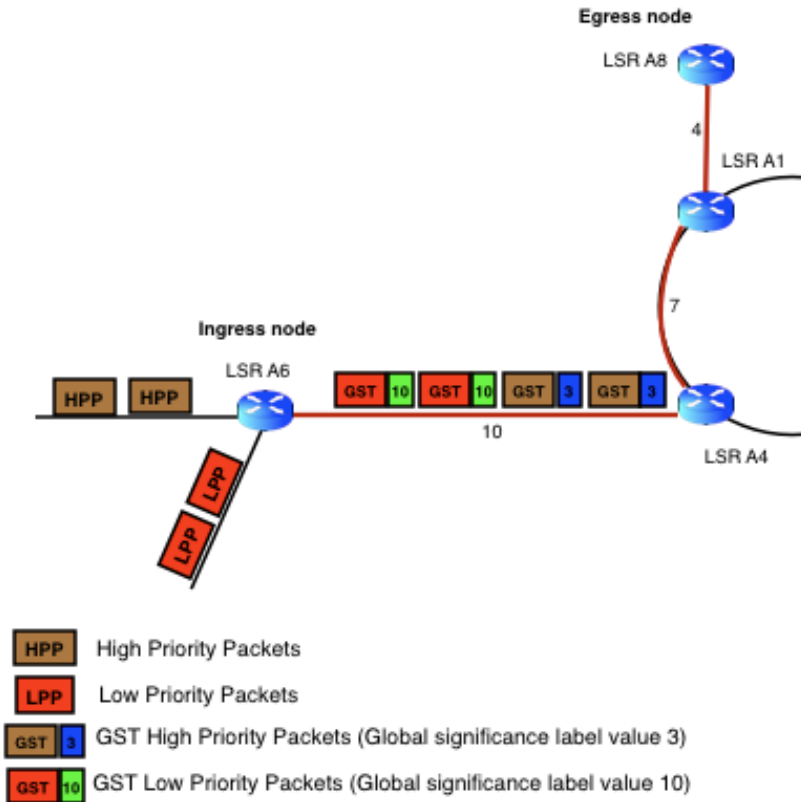 Egress node
LSR A8
4
LSR A1
7
Ingress node
LSR A6
GST 10 GST 10 GST 3 GST 3
HPP HPP
10
LSR A4
LPP
LPP
HPP High Priority Packets
LPP Low Priority Packets
GST 3 GST High Priority Packets (Global significance label value 3)
GST 10 GST Low Priority Packets (Global significance label value 10)